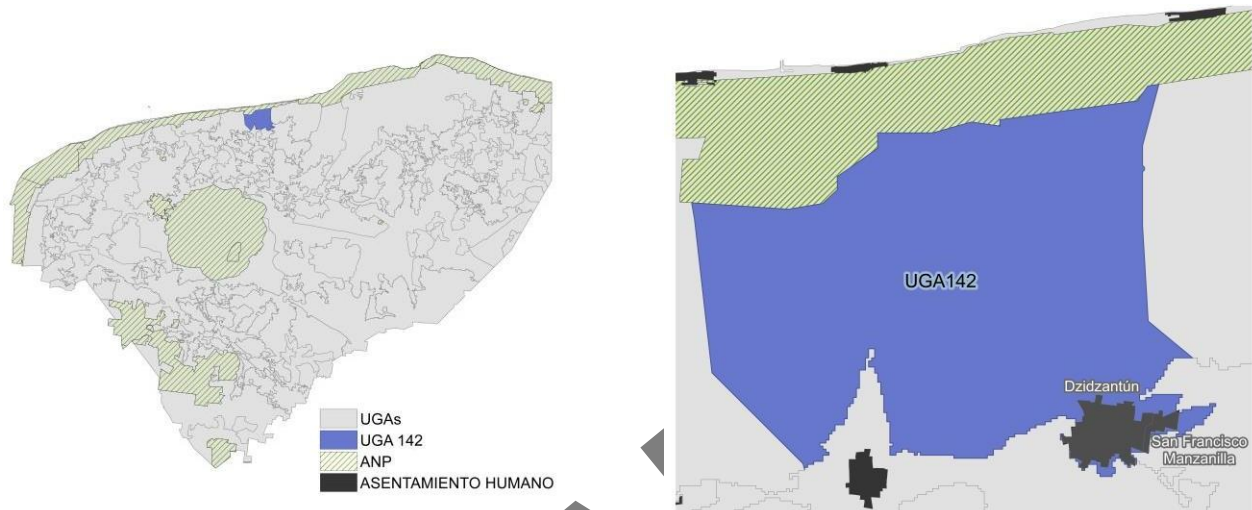 UGAs
UGA 142
ANP
ASENTAMIENTO HUMANO
UGA142
Dzidzantún
San Francisco
Manzanilla